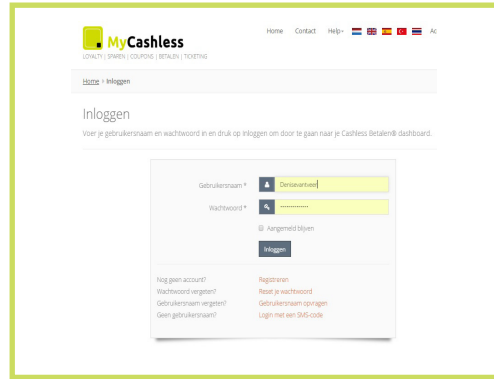 Home Contact Help Ac
MyCashless
LOYALTY | SPAREN | COUPONS | BETALEN | TICKETING
Home > Inloggen
Inloggen
Voer je gebruikersnaam en wachtwoord in en druk op Inloggen om door te gaan naar je Cashless Betalen® dashboard.
Gebruikersnaam * Denisevantveer
Wachtwoord * ••••••••••••••
Aangemeld blijven
Inloggen
Nog geen account? Registreren
Wachtwoord vergeten? Reset je wachtwoord
Gebruikersnaam vergeten? Gebruikersnaam opvragen
Geen gebruikersnaam? Login met een SMS-code